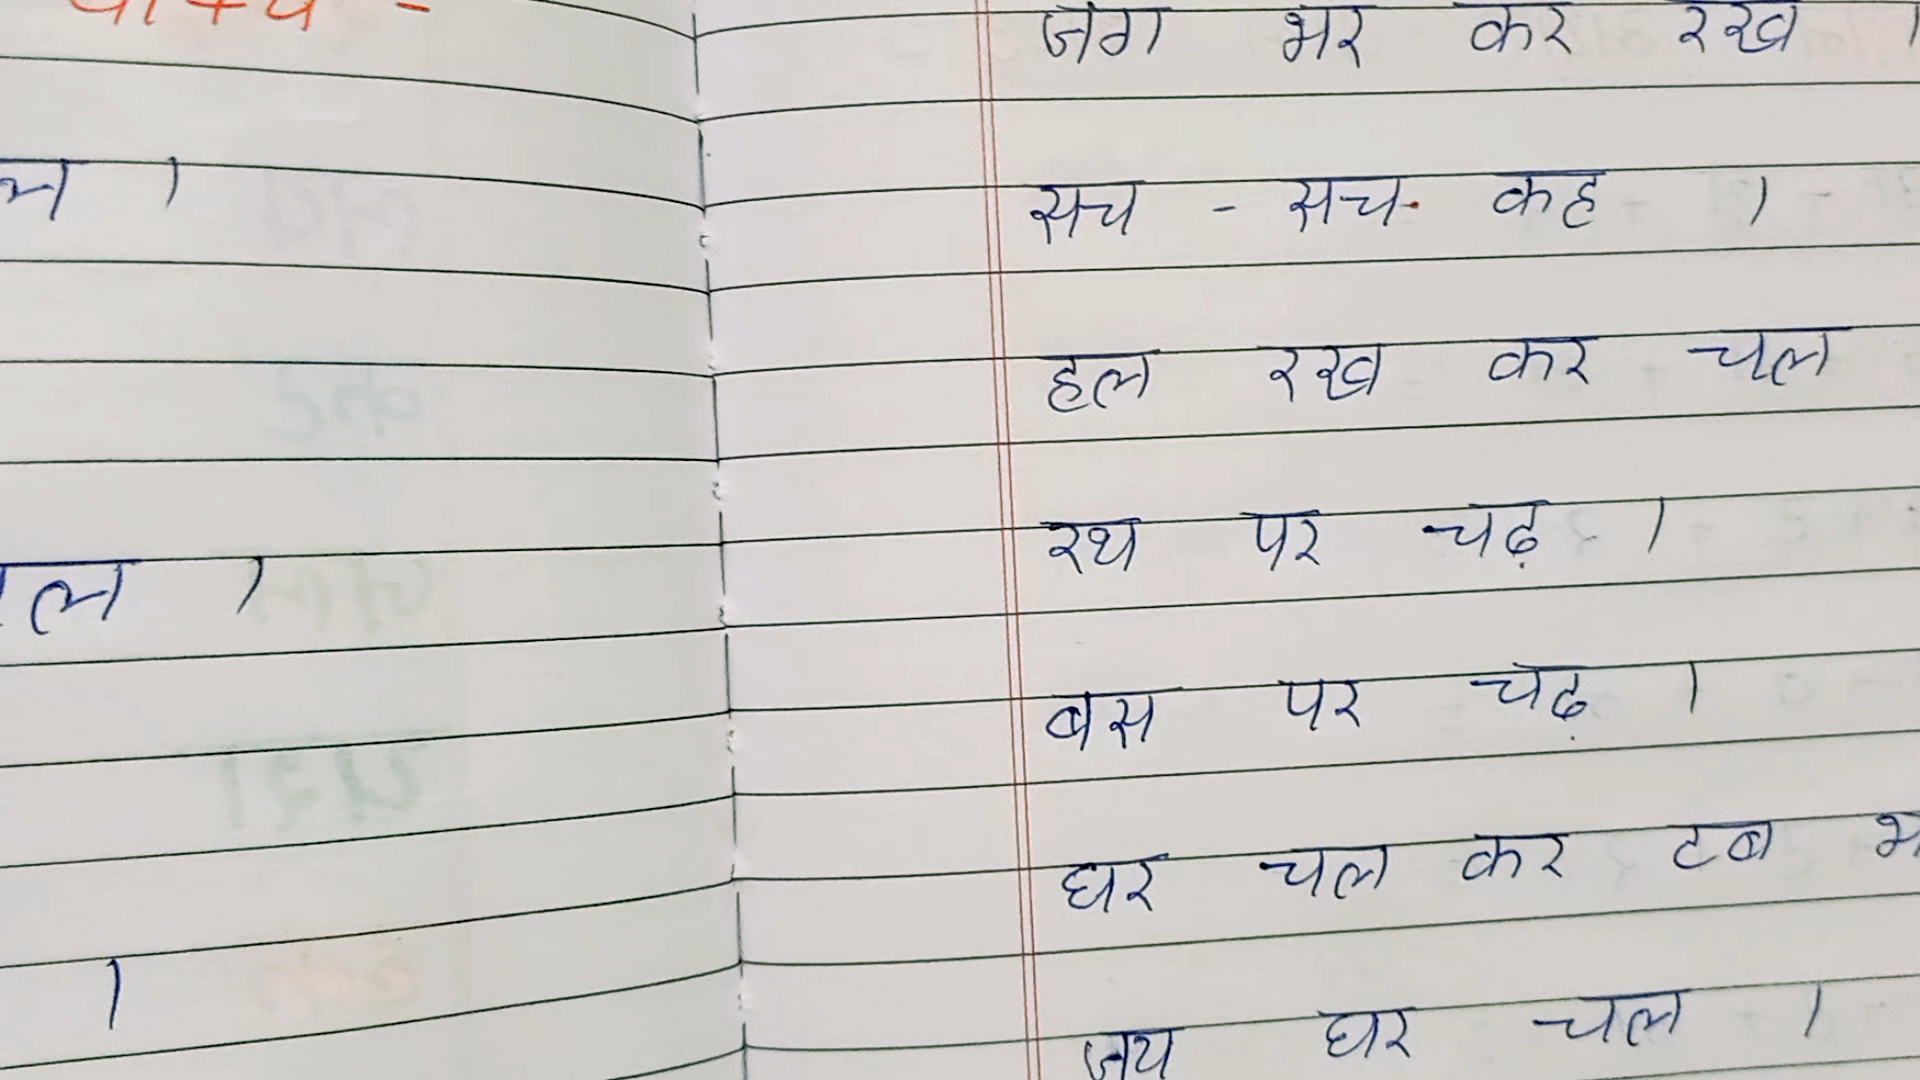 जग भर कर रख ।
सच - सच कह ।
हल रख कर चल
रथ पर चढ़ ।
बस पर चढ़ ।
घर चल कर टब
जय घर चल ।